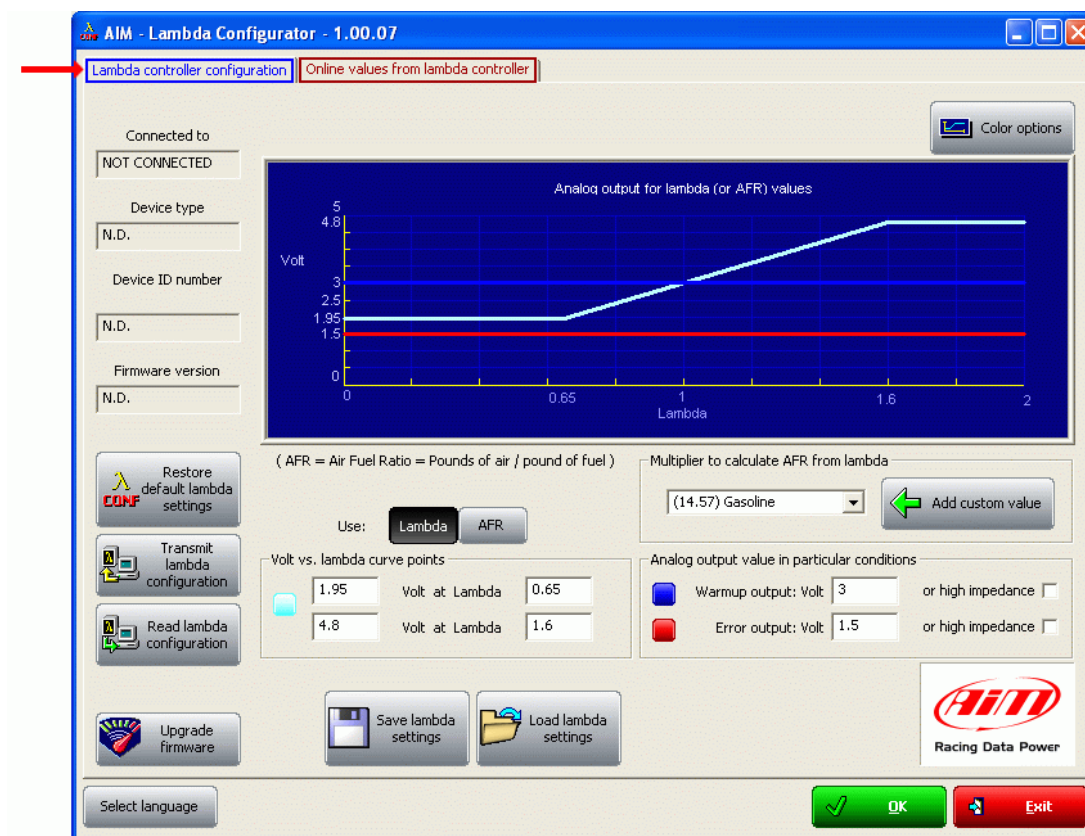 AIM - Lambda Configurator - 1.00.07
Lambda controller configuration
Online values from lambda controller
Color options
Connected to
NOT CONNECTED
Device type
N.D.
Device ID number
N.D.
Firmware version
N.D.
Analog output for lambda (or AFR) values
Volt
5
4.8
3
2.5
1.95
1.5
0
0
0.65
1
1.6
2
Lambda
Restore
default lambda
settings
CONF
Transmit
lambda
configuration
Read lambda
configuration
Upgrade
firmware
( AFR = Air Fuel Ratio = Pounds of air / pound of fuel )
Use:
Lambda
AFR
Multiplier to calculate AFR from lambda
(14.57) Gasoline
Add custom value
Volt vs. lambda curve points
1.95 Volt at Lambda 0.65
4.8 Volt at Lambda 1.6
Analog output value in particular conditions
Warmup output: Volt 3 or high impedance
Error output: Volt 1.5 or high impedance
Save lambda
settings
Load lambda
settings
AiM
Racing Data Power
Select language
OK
Exit